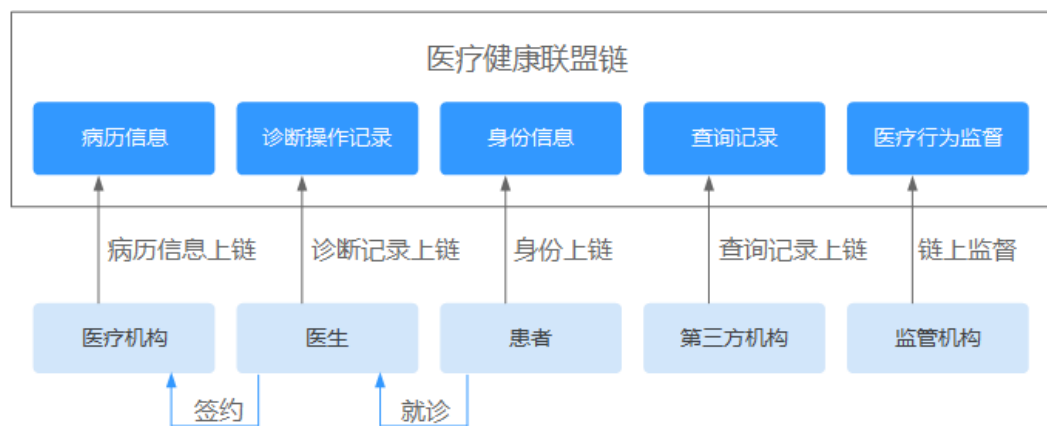 医疗健康联盟链
病历信息
诊断操作记录
身份信息
查询记录
医疗行为监督
病历信息上链
诊断记录上链
身份上链
查询记录上链
链上监督
医疗机构
医生
患者
第三方机构
监管机构
签约
就诊